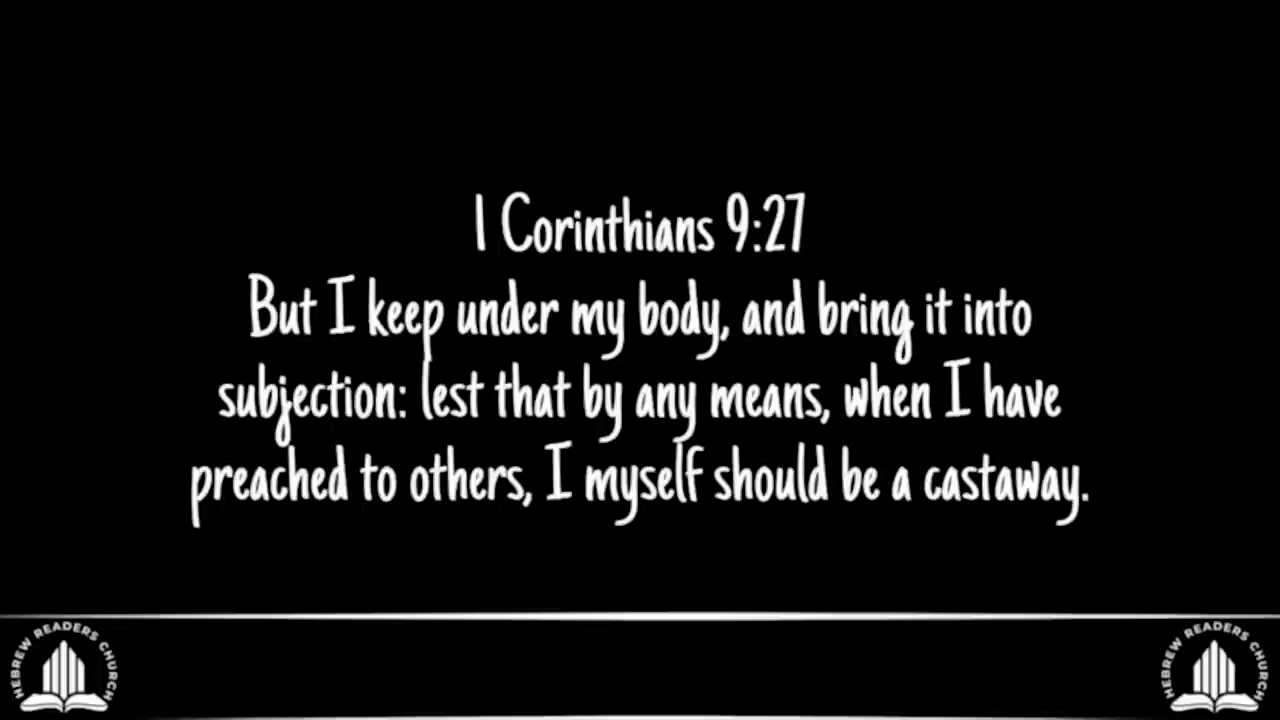 1 Corinthians 9:27
But I keep under my body, and bring it into
subjection: lest that by any means, when I have
preached to others, I myself should be a castaway.
HEBREW READERS CHURCH
HEBREW READERS CHURCH